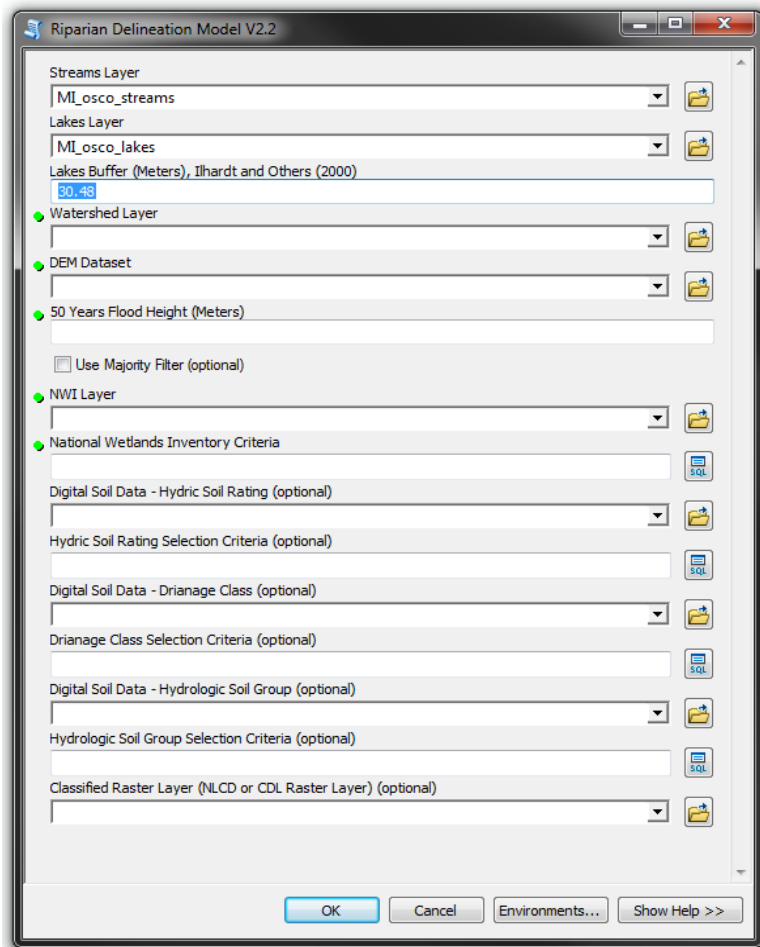 Riparian Delineation Model V2.2
Streams Layer
MI_osco_streams
Lakes Layer
MI_osco_lakes
Lakes Buffer (Meters), Ilhardt and Others (2000)
30.48
Watershed Layer
DEM Dataset
50 Years Flood Height (Meters)
Use Majority Filter (optional)
NWI Layer
National Wetlands Inventory Criteria
SQL
Digital Soil Data - Hydric Soil Rating (optional)
Hydric Soil Rating Selection Criteria (optional)
SQL
Digital Soil Data - Drianage Class (optional)
Drianage Class Selection Criteria (optional)
SQL
Digital Soil Data - Hydrologic Soil Group (optional)
Hydrologic Soil Group Selection Criteria (optional)
SQL
Classified Raster Layer (NLCD or CDL Raster Layer) (optional)
OK Cancel Environments... Show Help >>